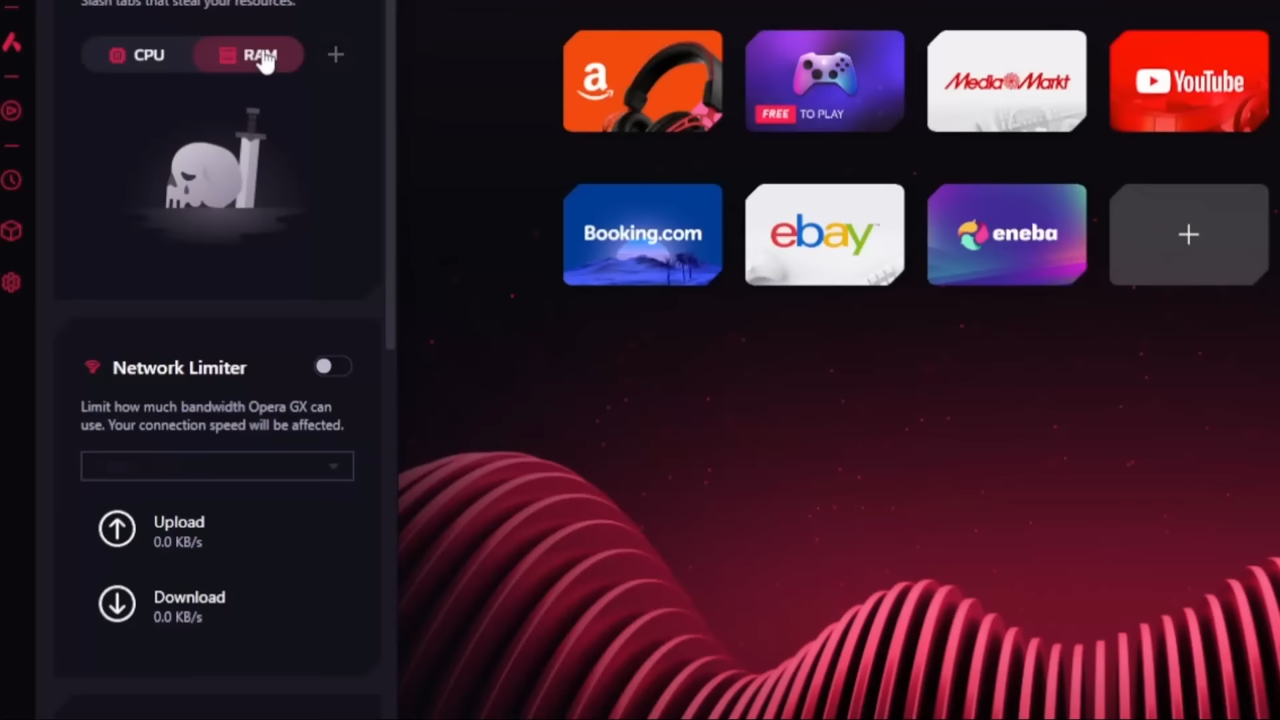 Slash tabs that steal your resources.
CPU
RAM
a
FREE TO PLAY
MediaMarkt
YouTube
Booking.com
ebay
eneba
Network Limiter
Limit how much bandwidth Opera GX can
use. Your connection speed will be affected.
Upload
0.0 KB/s
Download
0.0 KB/s